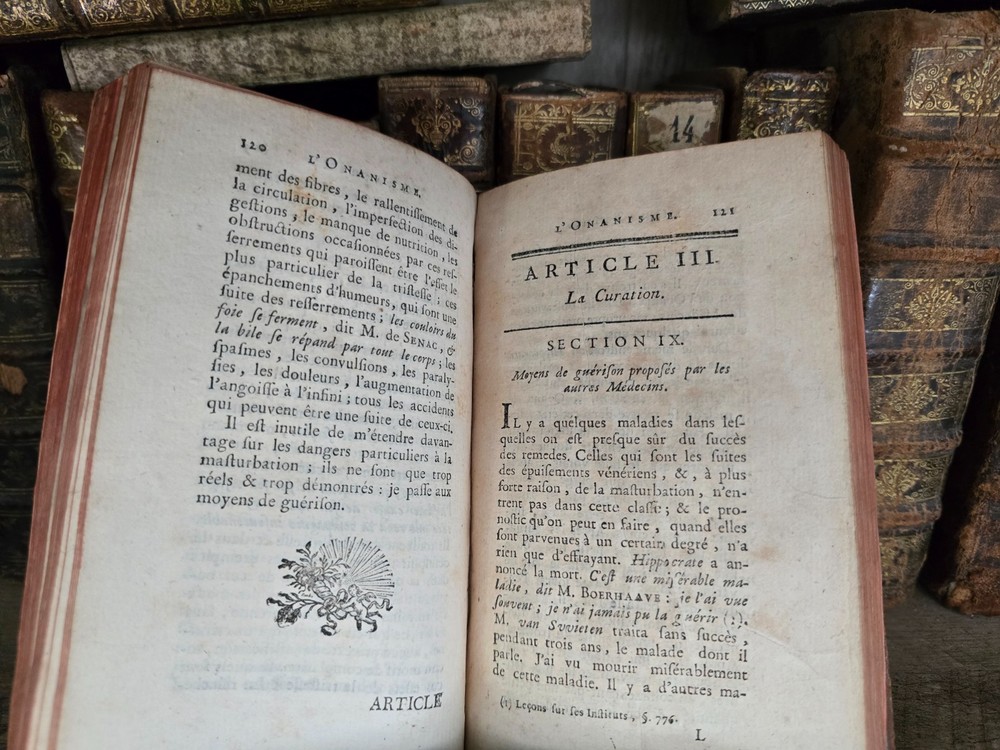 120 L'ONANISME.
ment des fibres, le rallentissement de
la circulation, l'imperfection des di-
gestions; le manque de nutrition, les
obstructions occasionnées par ces res-
serrements qui paroissent être l'effet le
plus particulier de la tristesse; ces
épanchements d'humeurs, qui sont une
suite des resserrements; les couloirs du
foie se ferment, dit M. de SENAC, &
la bile se répand par tout le corps; les
spasmes, les convulsions, les paraly-
sies, les douleurs, l'augmentation de
l'angoisse à l'infini; tous les accidents
qui peuvent être une suite de ceux-ci.
Il est inutile de m'étendre davan-
tage sur les dangers particuliers à la
masturbation; ils ne sont que trop
réels & trop démontrés: je passe aux
moyens de guérison.
ARTICLE
L'ONANISME. 121
ARTICLE III.
La Curation.
SECTION IX.
Moyens de guérison proposés par les
autres Médecins.
IL y a quelques maladies dans les-
quelles on est presque sûr du succès
des remedes. Celles qui sont les suites
des épuisements vénériens, &, à plus
forte raison, de la masturbation, n'en-
trent pas dans cette classe; & le pro-
nostic qu'on peut en faire, quand elles
sont parvenues à un certain degré, n'a
rien que d'effrayant. Hippocrate a an-
noncé la mort. C'est une misérable ma-
ladie, dit M. BOERHAAVE: je l'ai vue
souvent; je n'ai jamais pu la guérir (1).
M. van Swieten traita sans succès,
pendant trois ans, le malade dont il
parle. J'ai vu mourir misérablement
de cette maladie. Il y a d'autres ma-
(1) Leçons sur ses Instituts, §. 776.
L
14